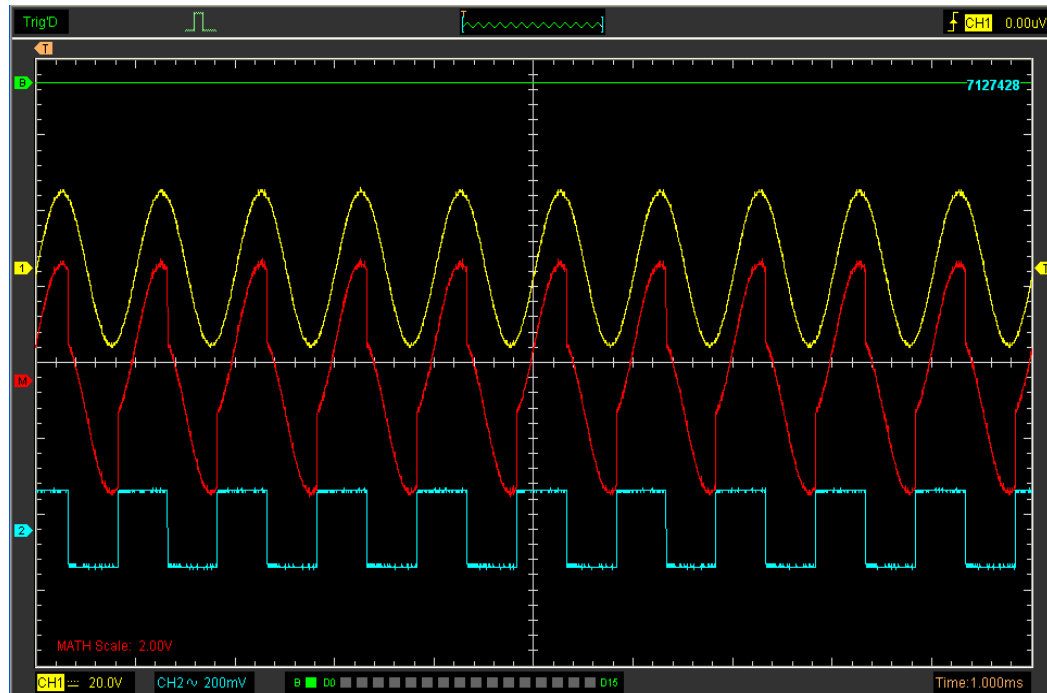 Trig'D T CH1 0.00uV
T
B 7127428
1 T
M
2
MATH Scale: 2.00V
CH1 20.0V CH2 ∿ 200mV B D0 D15 Time:1.000ms